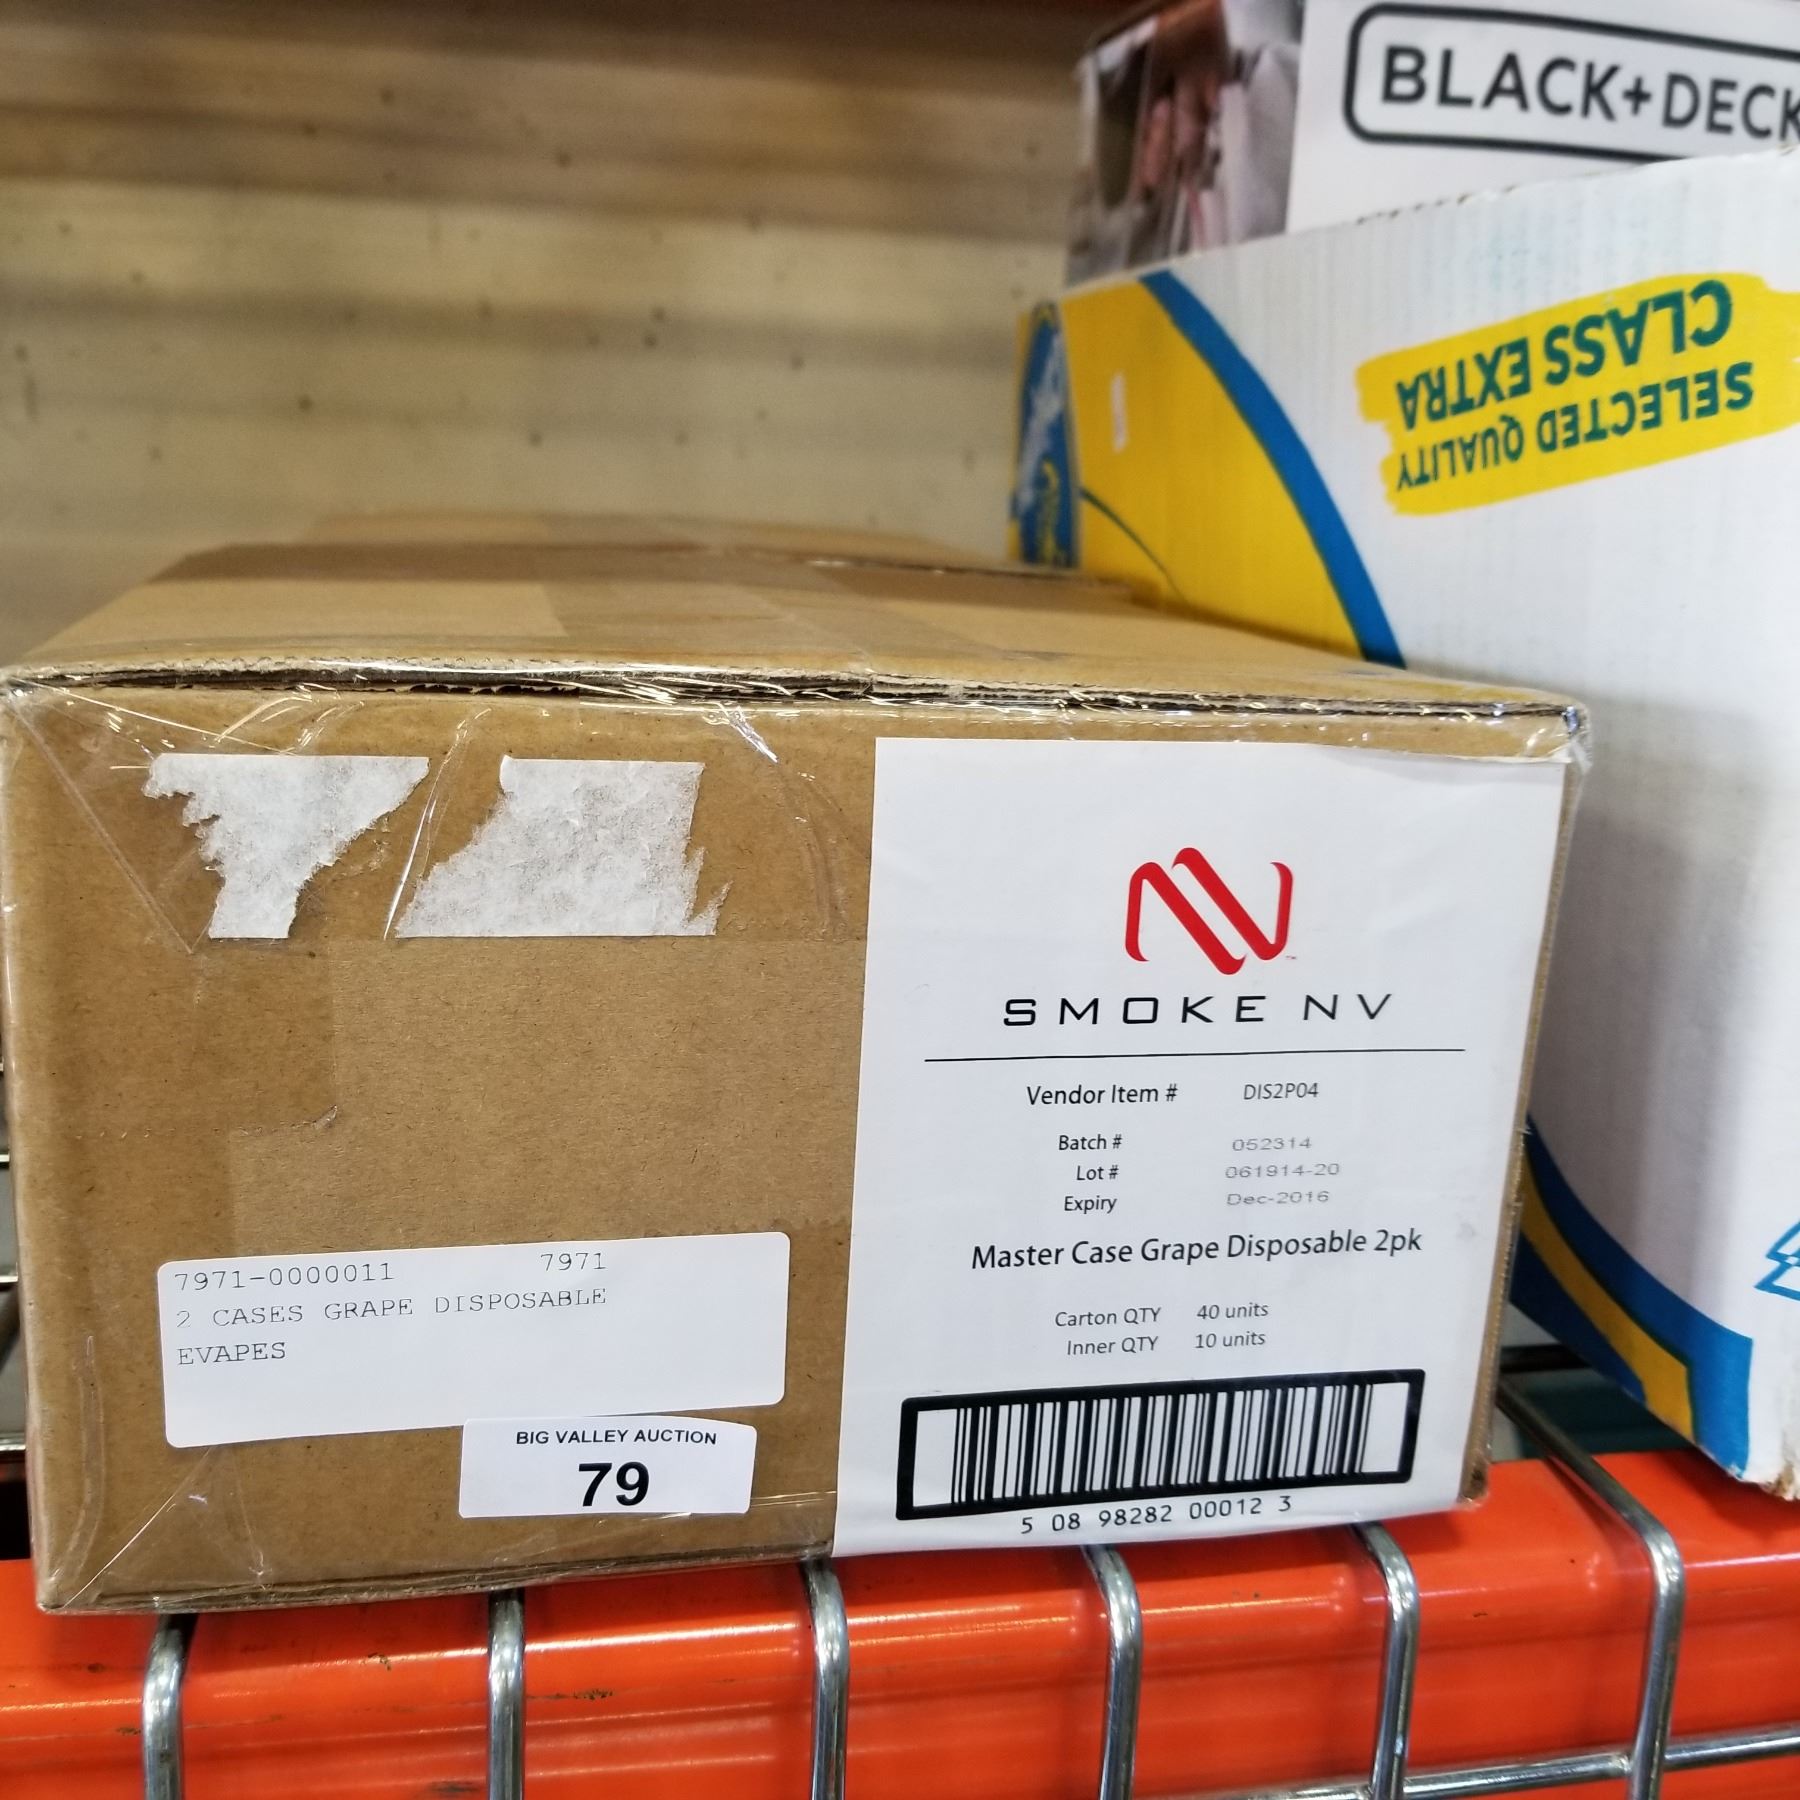 BLACK+DECK
SELECTED QUALITY
CLASS EXTRA
SMOKE NV
Vendor Item # DIS2P04
Batch # 052314
Lot # 061914-20
Expiry Dec-2016
Master Case Grape Disposable 2pk
Carton QTY 40 units
Inner QTY 10 units
5 08 98282 00012 3
7971-0000011 7971
2 CASES GRAPE DISPOSABLE
EVAPES
BIG VALLEY AUCTION
79